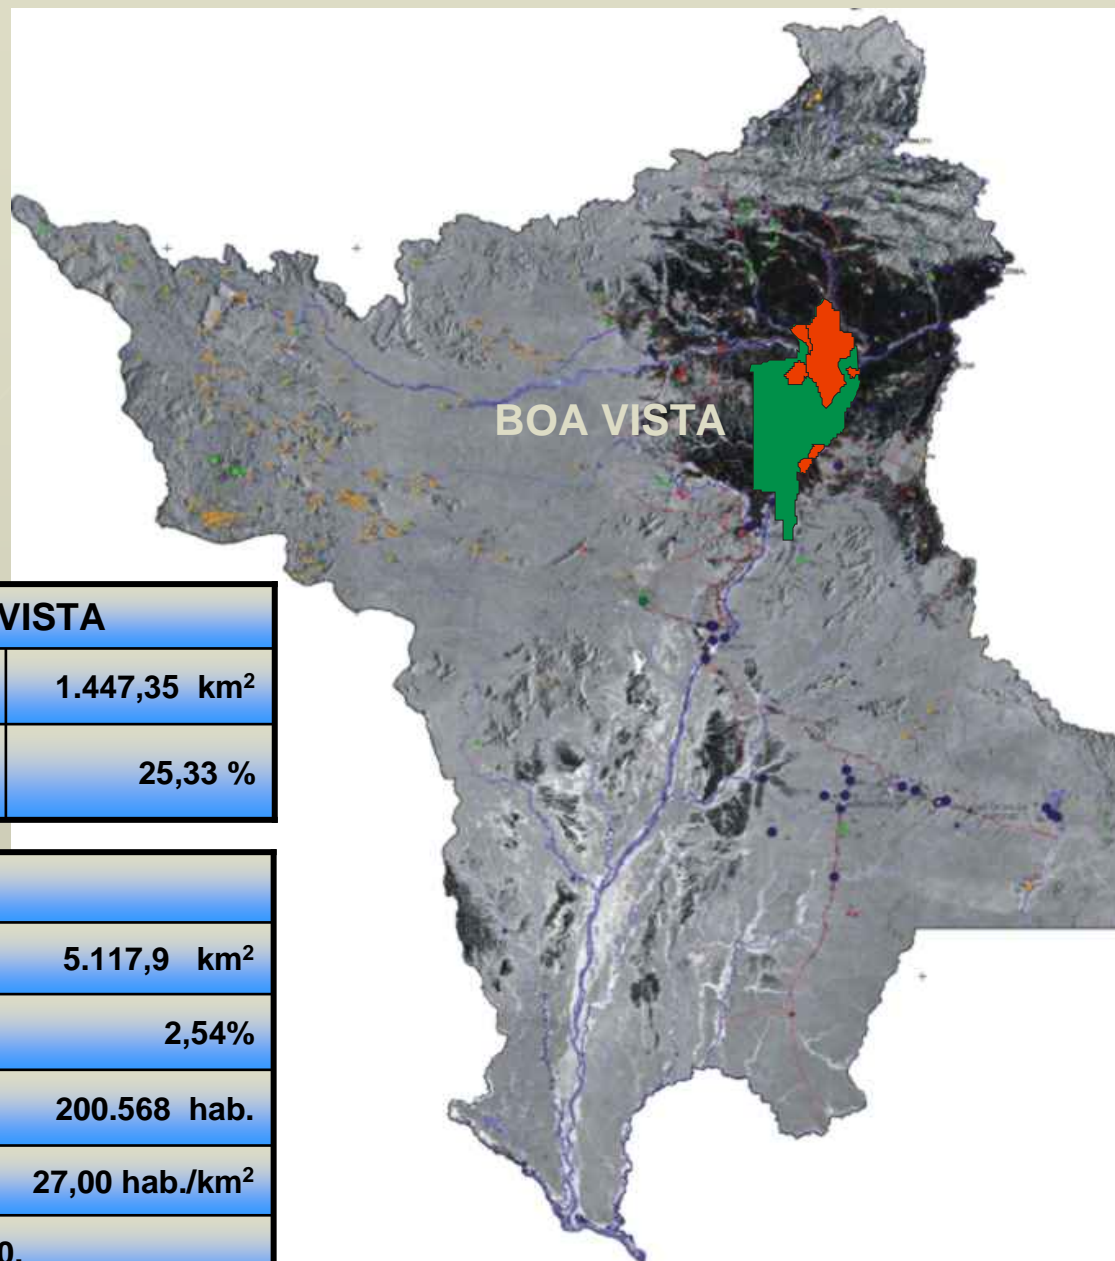 BOA VISTA
VISTA
1.447,35 km²
25,33 %
5.117,9 km²
2,54%
200.568 hab.
27,00 hab./km²
0.